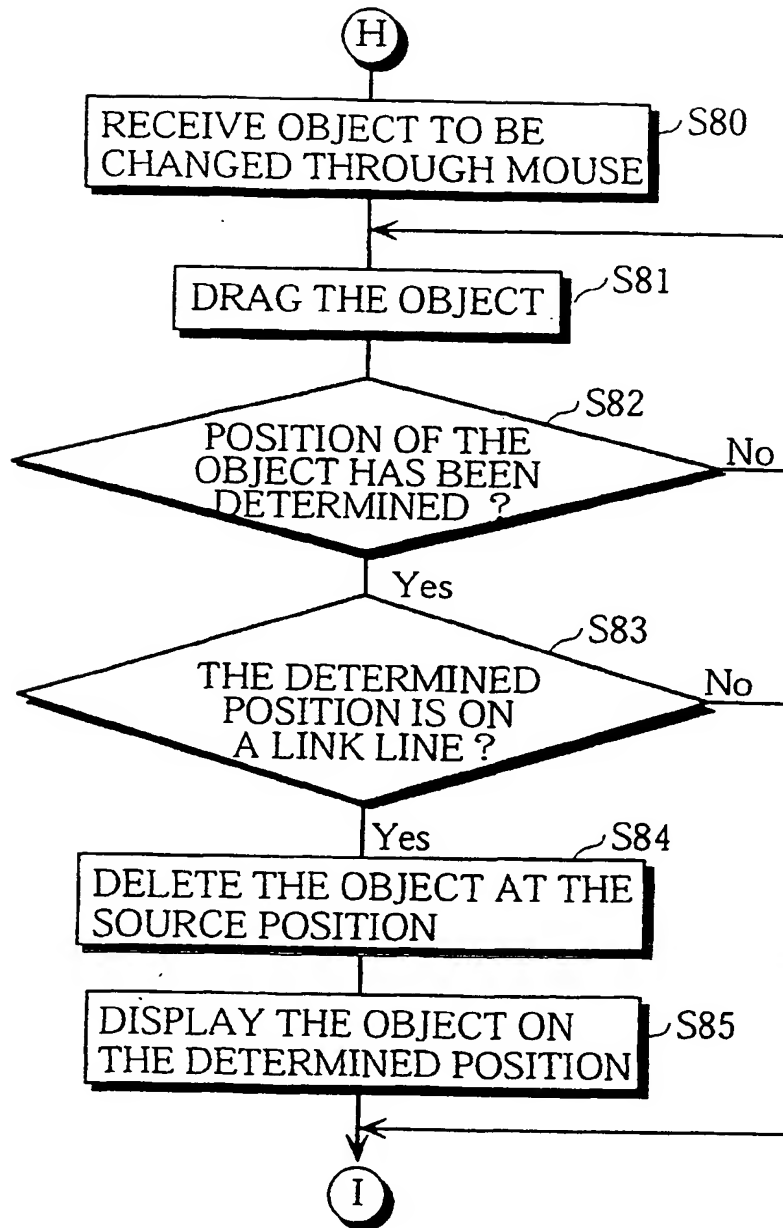 H
RECEIVE OBJECT TO BE
CHANGED THROUGH MOUSE
S80
DRAG THE OBJECT
S81
S82
POSITION OF THE
OBJECT HAS BEEN
DETERMINED ?
No
Yes
S83
THE DETERMINED
POSITION IS ON
A LINK LINE ?
No
Yes
S84
DELETE THE OBJECT AT THE
SOURCE POSITION
DISPLAY THE OBJECT ON
THE DETERMINED POSITION
S85
I